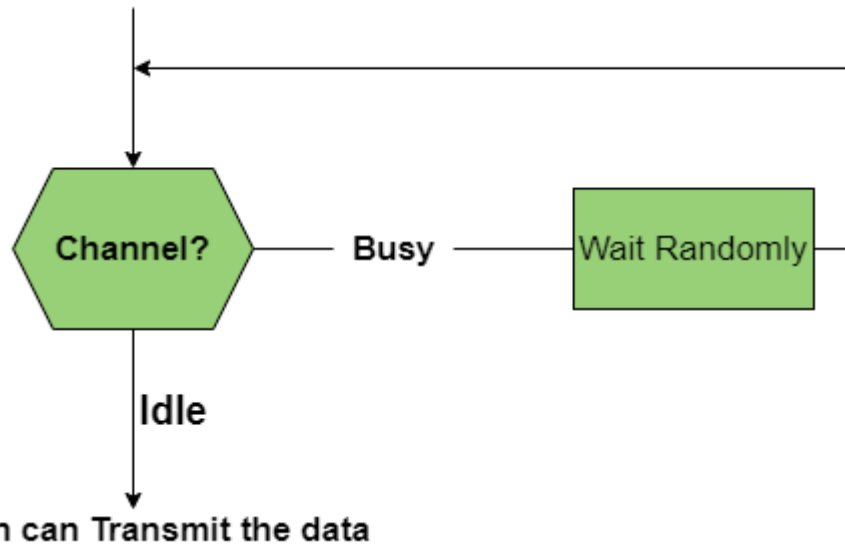 Channel?
Busy
Wait Randomly
Idle
n can Transmit the data